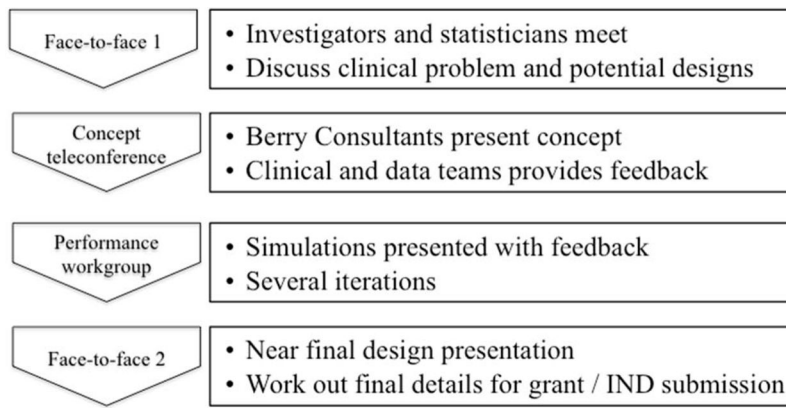 Face-to-face 1
• Investigators and statisticians meet
• Discuss clinical problem and potential designs
Concept
teleconference
• Berry Consultants present concept
• Clinical and data teams provides feedback
Performance
workgroup
• Simulations presented with feedback
• Several iterations
Face-to-face 2
• Near final design presentation
• Work out final details for grant / IND submission